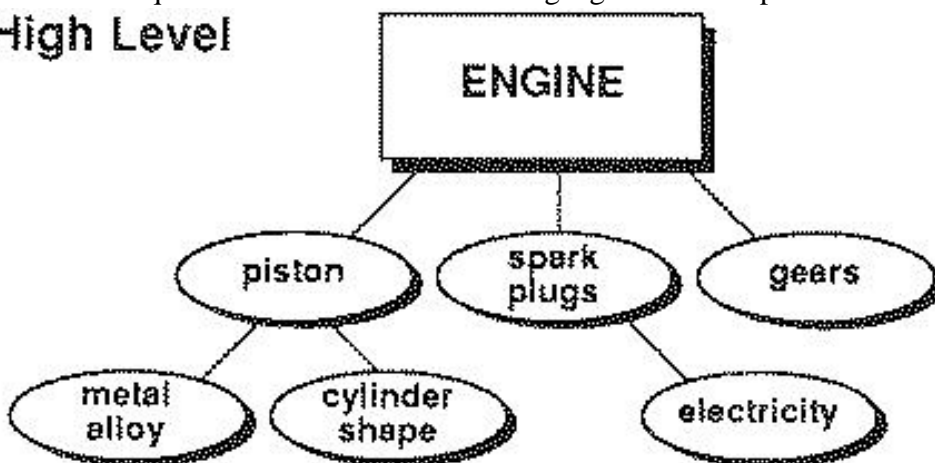 High Level
ENGINE
piston
spark
plugs
gears
metal
alloy
cylinder
shape
electricity